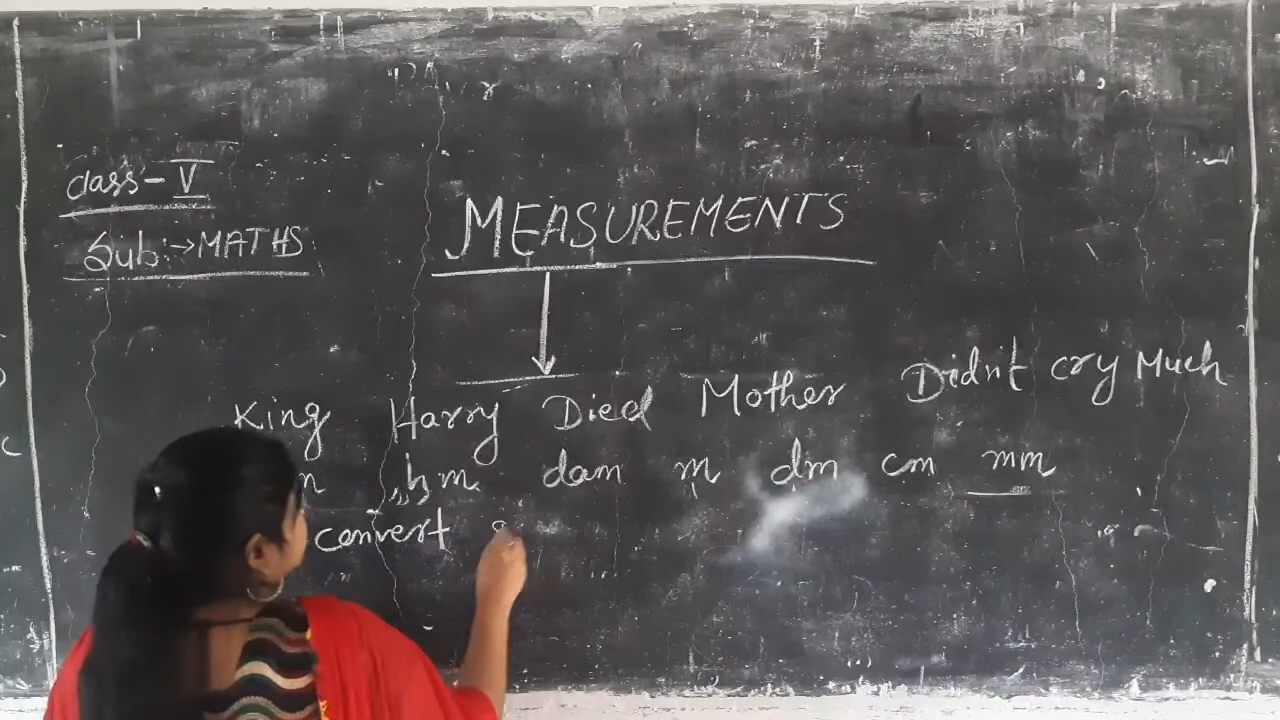 Class - V
Sub:→ MATHS
MEASUREMENTS
King Harry Died Mother Didn't cry Much
hm dam m dm cm mm
convert